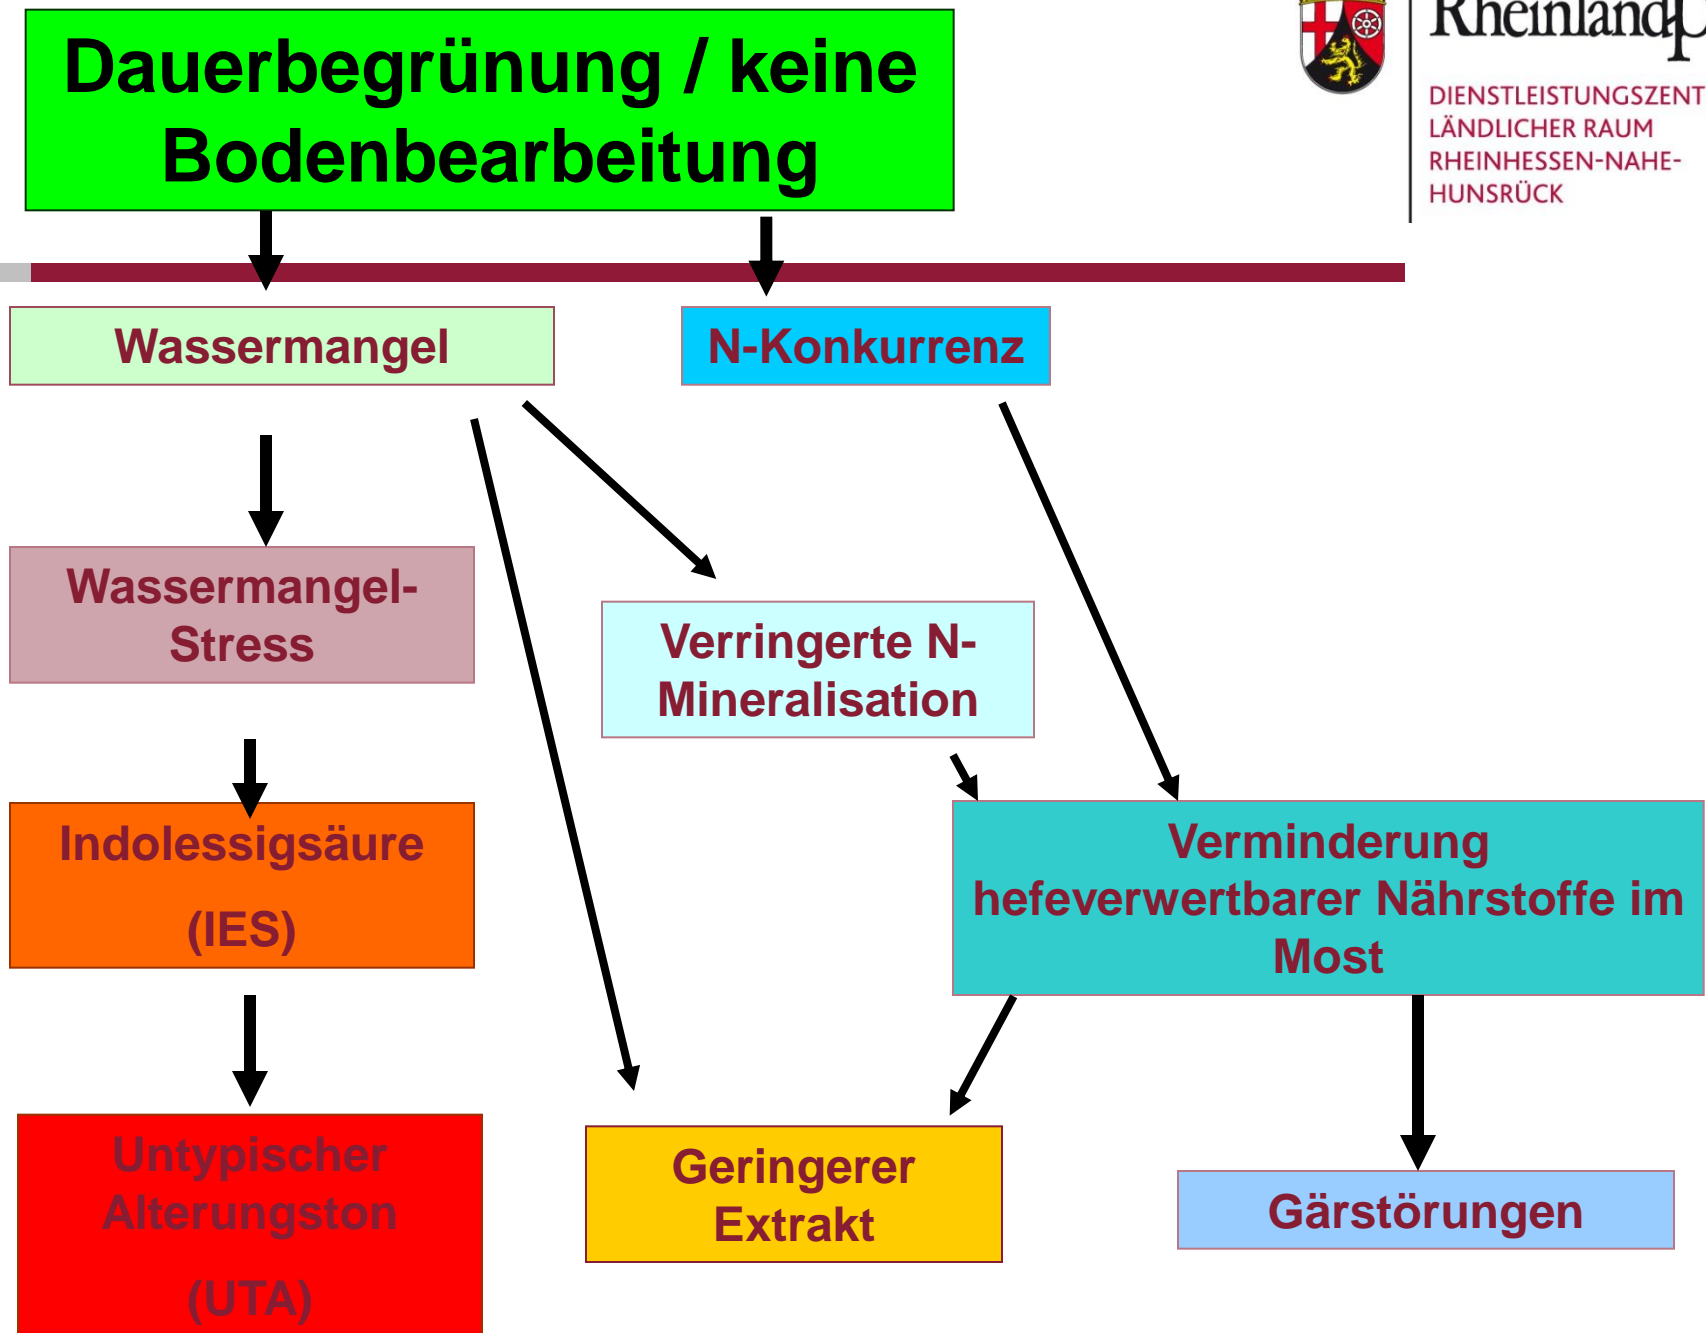 Dauerbegrünung / keine
Bodenbearbeitung
Rheinland
DIENSTLEISTUNGSZENT
LÄNDLICHER RAUM
RHEINHESSEN-NAHE-
HUNSRÜCK
Wassermangel
N-Konkurrenz
Wassermangel-
Stress
Verringerte N-
Mineralisation
Indolessigsäure
(IES)
Verminderung
hefeverwertbarer Nährstoffe im
Most
Untypischer
Alterungston
(UTA)
Geringerer
Extrakt
Gärstörungen